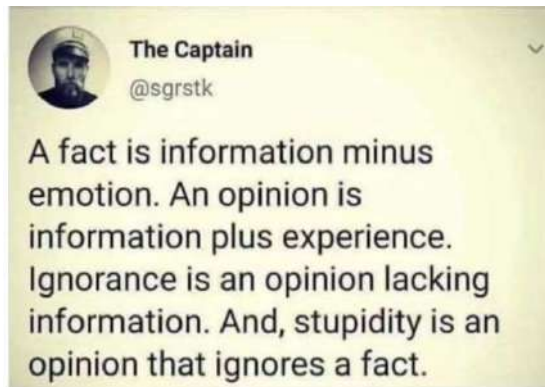 The Captain
@sgrstk
A fact is information minus
emotion. An opinion is
information plus experience.
Ignorance is an opinion lacking
information. And, stupidity is an
opinion that ignores a fact.